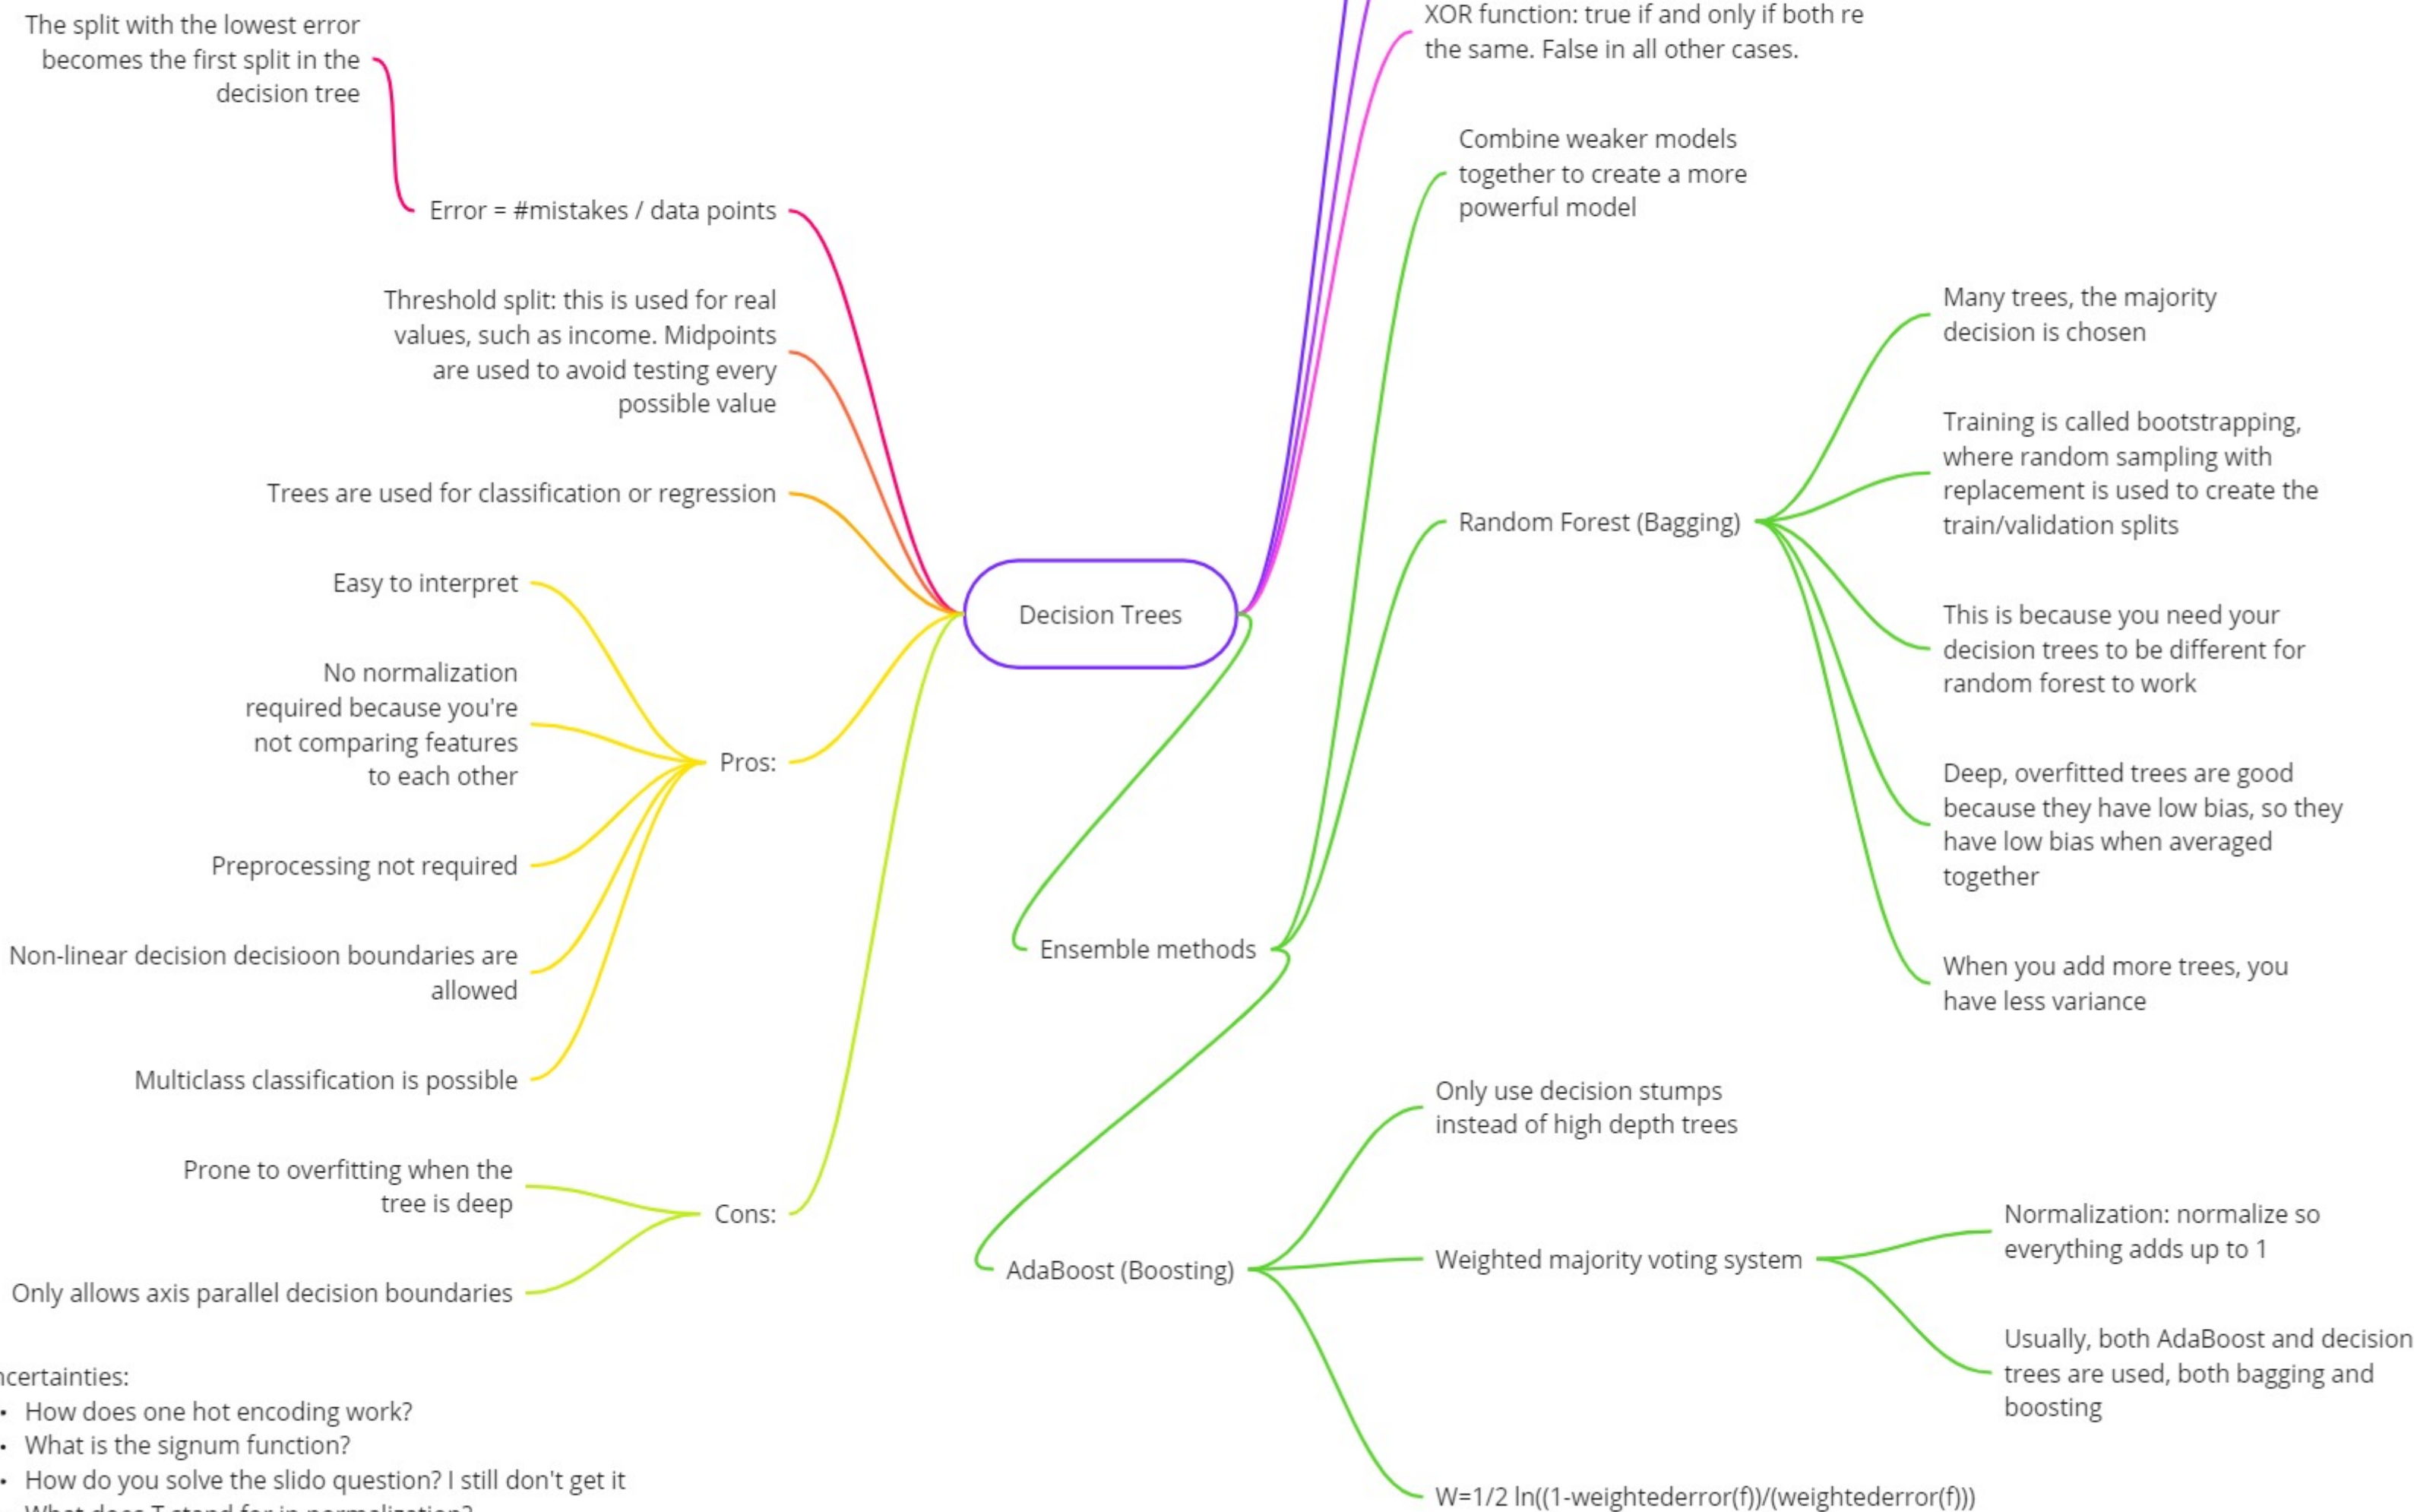 The split with the lowest error
becomes the first split in the
decision tree
Error = #mistakes / data points
Threshold split: this is used for real
values, such as income. Midpoints
are used to avoid testing every
possible value
Trees are used for classification or regression
Easy to interpret
No normalization
required because you're
not comparing features
to each other
Pros:
Preprocessing not required
Non-linear decision decisioon boundaries are
allowed
Multiclass classification is possible
Prone to overfitting when the
tree is deep
Cons:
Only allows axis parallel decision boundaries
Decision Trees
XOR function: true if and only if both re
the same. False in all other cases.
Combine weaker models
together to create a more
powerful model
Random Forest (Bagging)
Many trees, the majority
decision is chosen
Training is called bootstrapping,
where random sampling with
replacement is used to create the
train/validation splits
This is because you need your
decision trees to be different for
random forest to work
Deep, overfitted trees are good
because they have low bias, so they
have low bias when averaged
together
When you add more trees, you
have less variance
Ensemble methods
AdaBoost (Boosting)
Only use decision stumps
instead of high depth trees
Weighted majority voting system
Normalization: normalize so
everything adds up to 1
Usually, both AdaBoost and decision
trees are used, both bagging and
boosting
W=1/2 ln((1-weightederror(f))/(weightederror(f)))
ncertainties:
• How does one hot encoding work?
• What is the signum function?
• How do you solve the slido question? I still don't get it
What does T stand for in normalization?